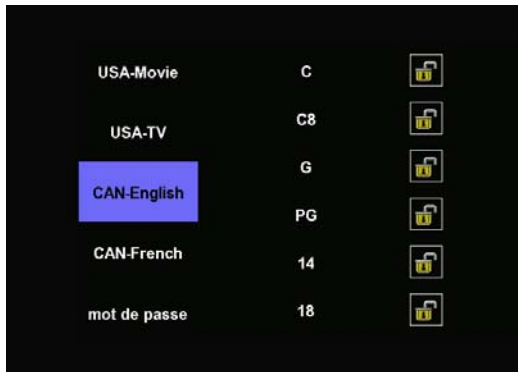 USA-Movie
USA-TV
CAN-English
CAN-French
mot de passe
C
C8
G
PG
14
18